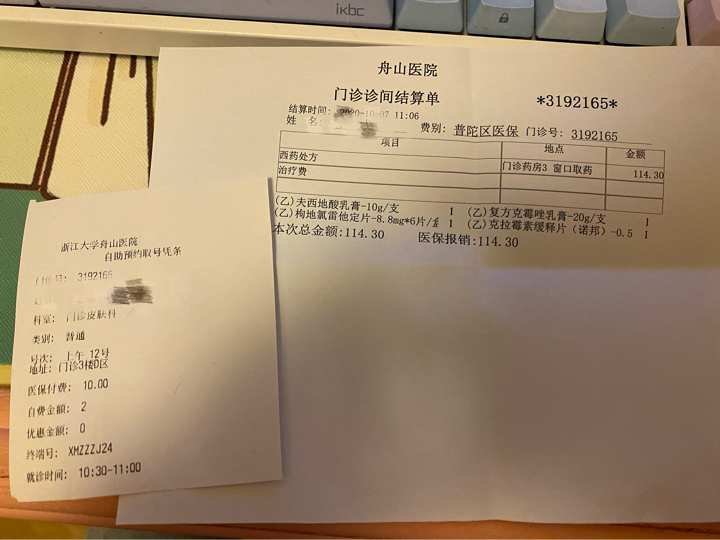 ikbc
舟山医院
门诊诊间结算单
*3192165*
结算时间: 2020-10-07 11:06
姓 名: 费别: 普陀区医保 门诊号: 3192165
项目 地点 金额
西药处方 门诊药房3 窗口取药 114.30
治疗费
(乙)夫西地酸乳膏-10g/支 1 (乙)复方克霉唑乳膏-20g/支 1
(乙)枸地氯雷他定片-8.8mg*6片/盒 1 (乙)克拉霉素缓释片(诺邦)-0.5 1
本次总金额:114.30 医保报销:114.30
浙江大学舟山医院
自助预约取号凭条
门诊号: 3192165
科室: 门诊皮肤科
类别: 普通
号次: 上午 12号
地址: 门诊3楼D区
医保付费: 10.00
自费金额: 2
优惠金额: 0
终端号: XMZZZJ24
就诊时间: 10:30-11:00